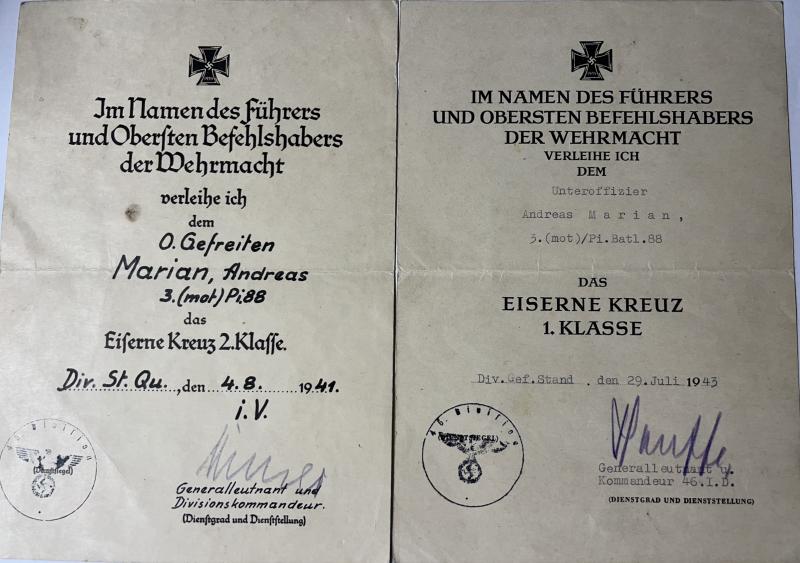 Im Namen des Führers
und Obersten Befehlshabers
der Wehrmacht
verleihe ich
dem
O.Gefreiten
Marian, Andreas
3.(mot) Pi.88
das
Eiserne Kreuz 2.Klasse.
Div. St. Qu. , den 4.8. 1941.
i.V.
46. Division
(Dienstsiegel)
Generalleutnant und
Divisionskommandeur.
(Dienstgrad und Dienststellung)
IM NAMEN DES FÜHRERS
UND OBERSTEN BEFEHLSHABERS
DER WEHRMACHT
VERLEIHE ICH
DEM
Unteroffizier
Andreas Marian,
3.(mot)/Pi.Batl.88
DAS
EISERNE KREUZ
1. KLASSE
Div.Gef.Stand , den 29.Juli 1943
46. Division
(DIENSTSIEGEL)
Generalleutnant u.
Kommandeur 46.I.D.
(DIENSTGRAD UND DIENSTSTELLUNG)